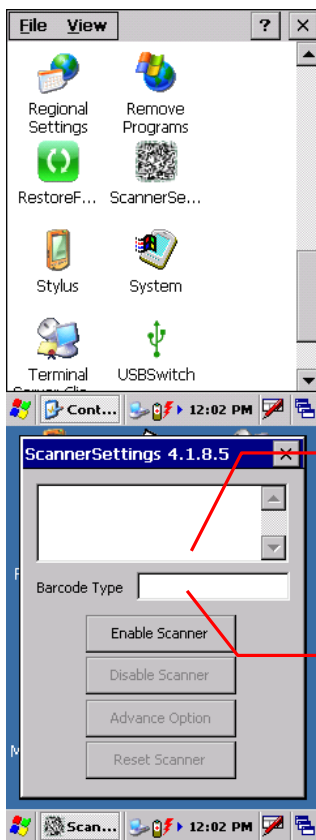 File View ? ×
Regional Settings
Remove Programs
RestoreF...
ScannerSe...
Stylus
System
Terminal
USBSwitch
Cont... 12:02 PM
ScannerSettings 4.1.8.5 ×
Barcode Type
Enable Scanner
Disable Scanner
Advance Option
Reset Scanner
Scan... 12:02 PM